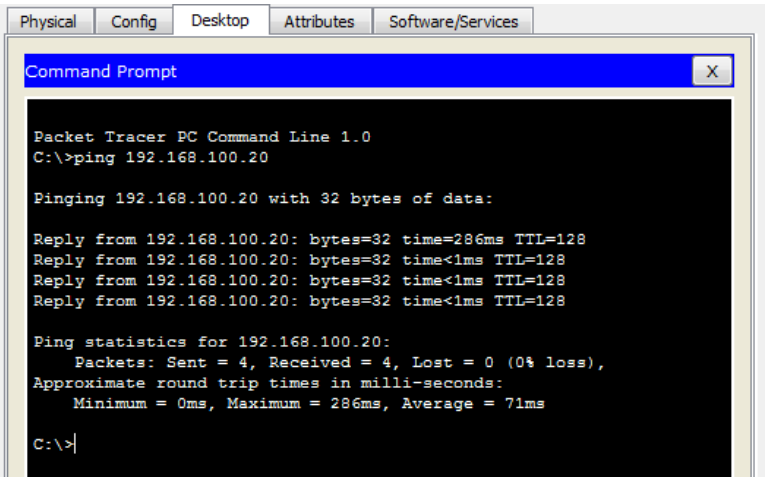 Physical Config Desktop Attributes Software/Services
Command Prompt X
Packet Tracer PC Command Line 1.0
C:\>ping 192.168.100.20
Pinging 192.168.100.20 with 32 bytes of data:
Reply from 192.168.100.20: bytes=32 time=286ms TTL=128
Reply from 192.168.100.20: bytes=32 time<1ms TTL=128
Reply from 192.168.100.20: bytes=32 time<1ms TTL=128
Reply from 192.168.100.20: bytes=32 time<1ms TTL=128
Ping statistics for 192.168.100.20:
    Packets: Sent = 4, Received = 4, Lost = 0 (0% loss),
Approximate round trip times in milli-seconds:
    Minimum = 0ms, Maximum = 286ms, Average = 71ms
C:\>